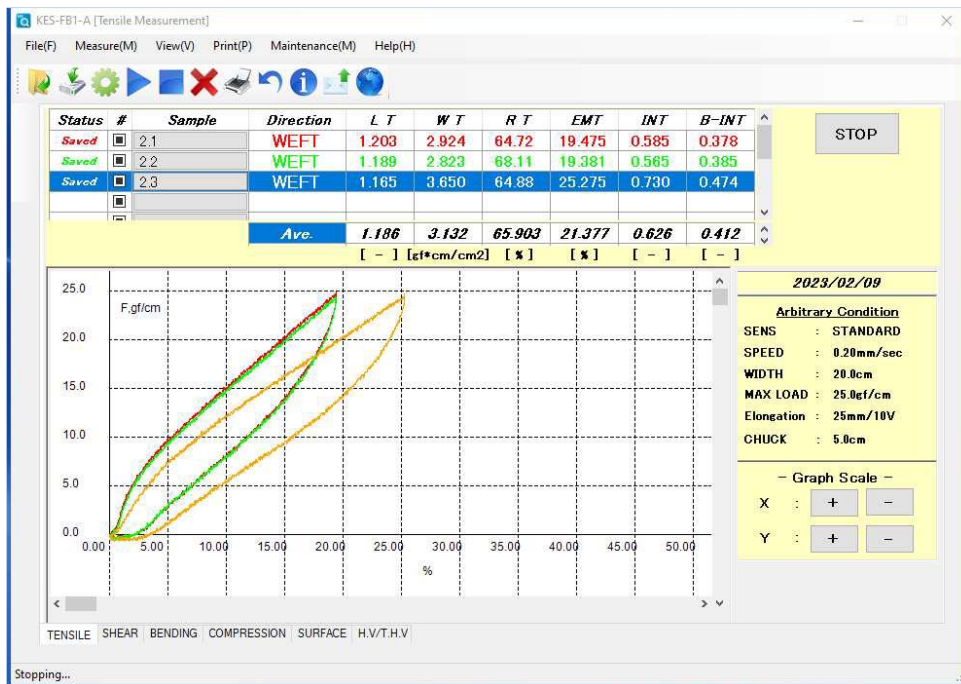 KES-FB1-A [Tensile Measurement]
File(F) Measure(M) View(V) Print(P) Maintenance(M) Help(H)
Status # Sample Direction L T W T R T EMT INT B-INT
Saved 2.1 WEFT 1.203 2.924 64.72 19.475 0.585 0.378
Saved 2.2 WEFT 1.189 2.823 68.11 19.381 0.565 0.385
Saved 2.3 WEFT 1.165 3.650 64.88 25.275 0.730 0.474
Ave. 1.186 3.132 65.903 21.377 0.626 0.412
[ - ] [gf*cm/cm2] [ % ] [ % ] [ - ] [ - ]
STOP
25.0
F,gf/cm
20.0
15.0
10.0
5.0
0.0
0.00 5.00 10.00 15.00 20.00 25.00 30.00 35.00 40.00 45.00 50.00
%
2023/02/09
Arbitrary Condition
SENS : STANDARD
SPEED : 0.20mm/sec
WIDTH : 20.0cm
MAX LOAD : 25.0gf/cm
Elongation : 25mm/10V
CHUCK : 5.0cm
- Graph Scale -
X : + -
Y : + -
TENSILE SHEAR BENDING COMPRESSION SURFACE H.V/T.H.V
Stopping...